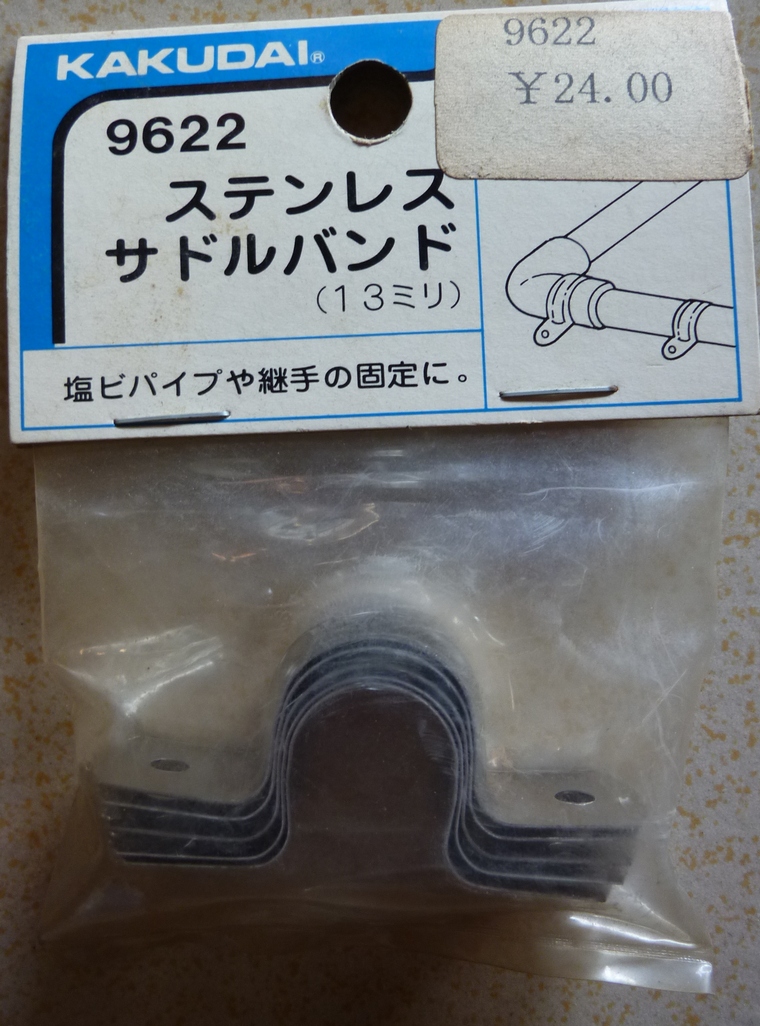 KAKUDAI®
9622
¥24.00
9622
ステンレス
サドルバンド
(13ミリ)
塩ビパイプや継手の固定に。